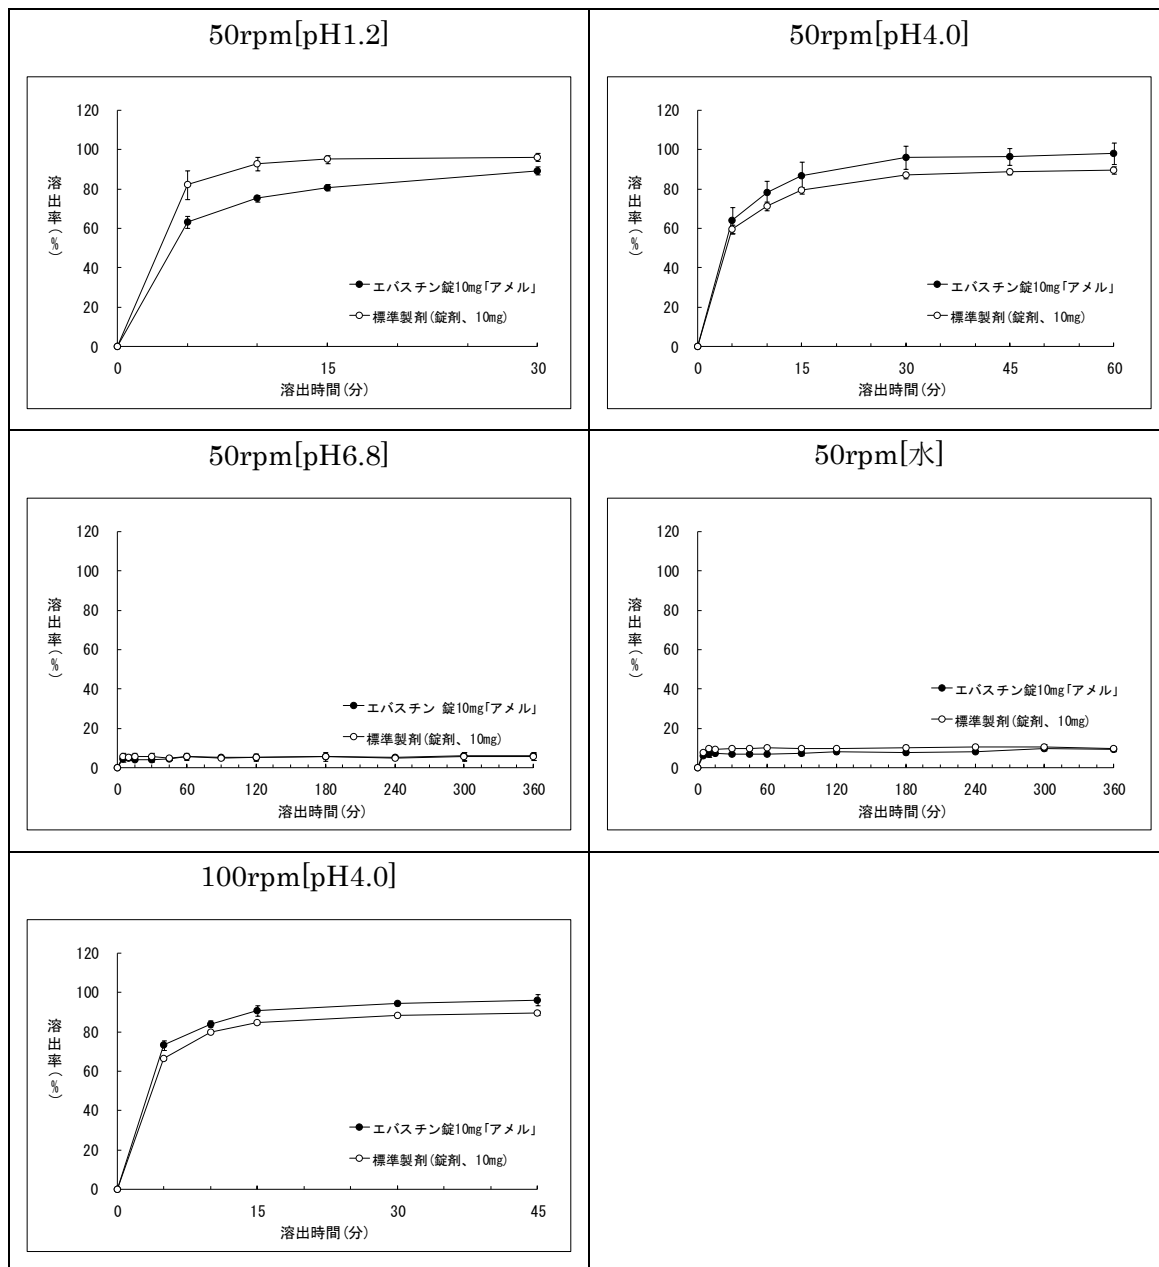 50rpm[pH1.2]
120
100
80
60
40
20
0
溶出率(%)
エバスチン錠10mg「アメル」
標準製剤(錠剤、10mg)
0 15 30
溶出時間(分)
50rpm[pH4.0]
120
100
80
60
40
20
0
溶出率(%)
エバスチン錠10mg「アメル」
標準製剤(錠剤、10mg)
0 15 30 45 60
溶出時間(分)
50rpm[pH6.8]
120
100
80
60
40
20
0
溶出率(%)
エバスチン 錠10mg「アメル」
標準製剤(錠剤、10mg)
0 60 120 180 240 300 360
溶出時間(分)
50rpm[水]
120
100
80
60
40
20
0
溶出率(%)
エバスチン錠10mg「アメル」
標準製剤(錠剤、10mg)
0 60 120 180 240 300 360
溶出時間(分)
100rpm[pH4.0]
120
100
80
60
40
20
0
溶出率(%)
エバスチン錠10mg「アメル」
標準製剤(錠剤、10mg)
0 15 30 45
溶出時間(分)